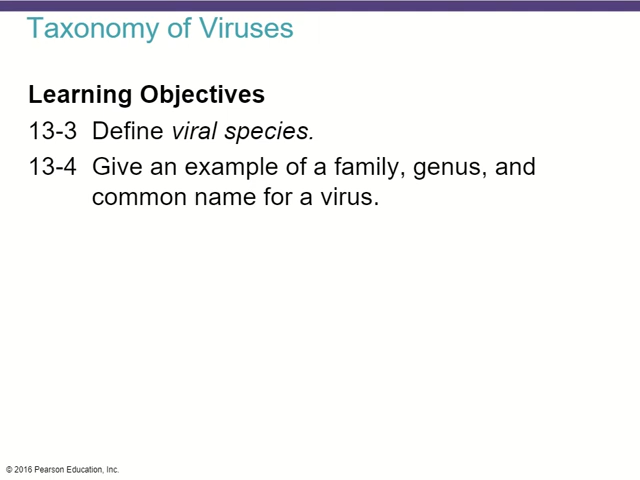 Taxonomy of Viruses
Learning Objectives
13-3 Define viral species.
13-4 Give an example of a family, genus, and
common name for a virus.
© 2016 Pearson Education, Inc.